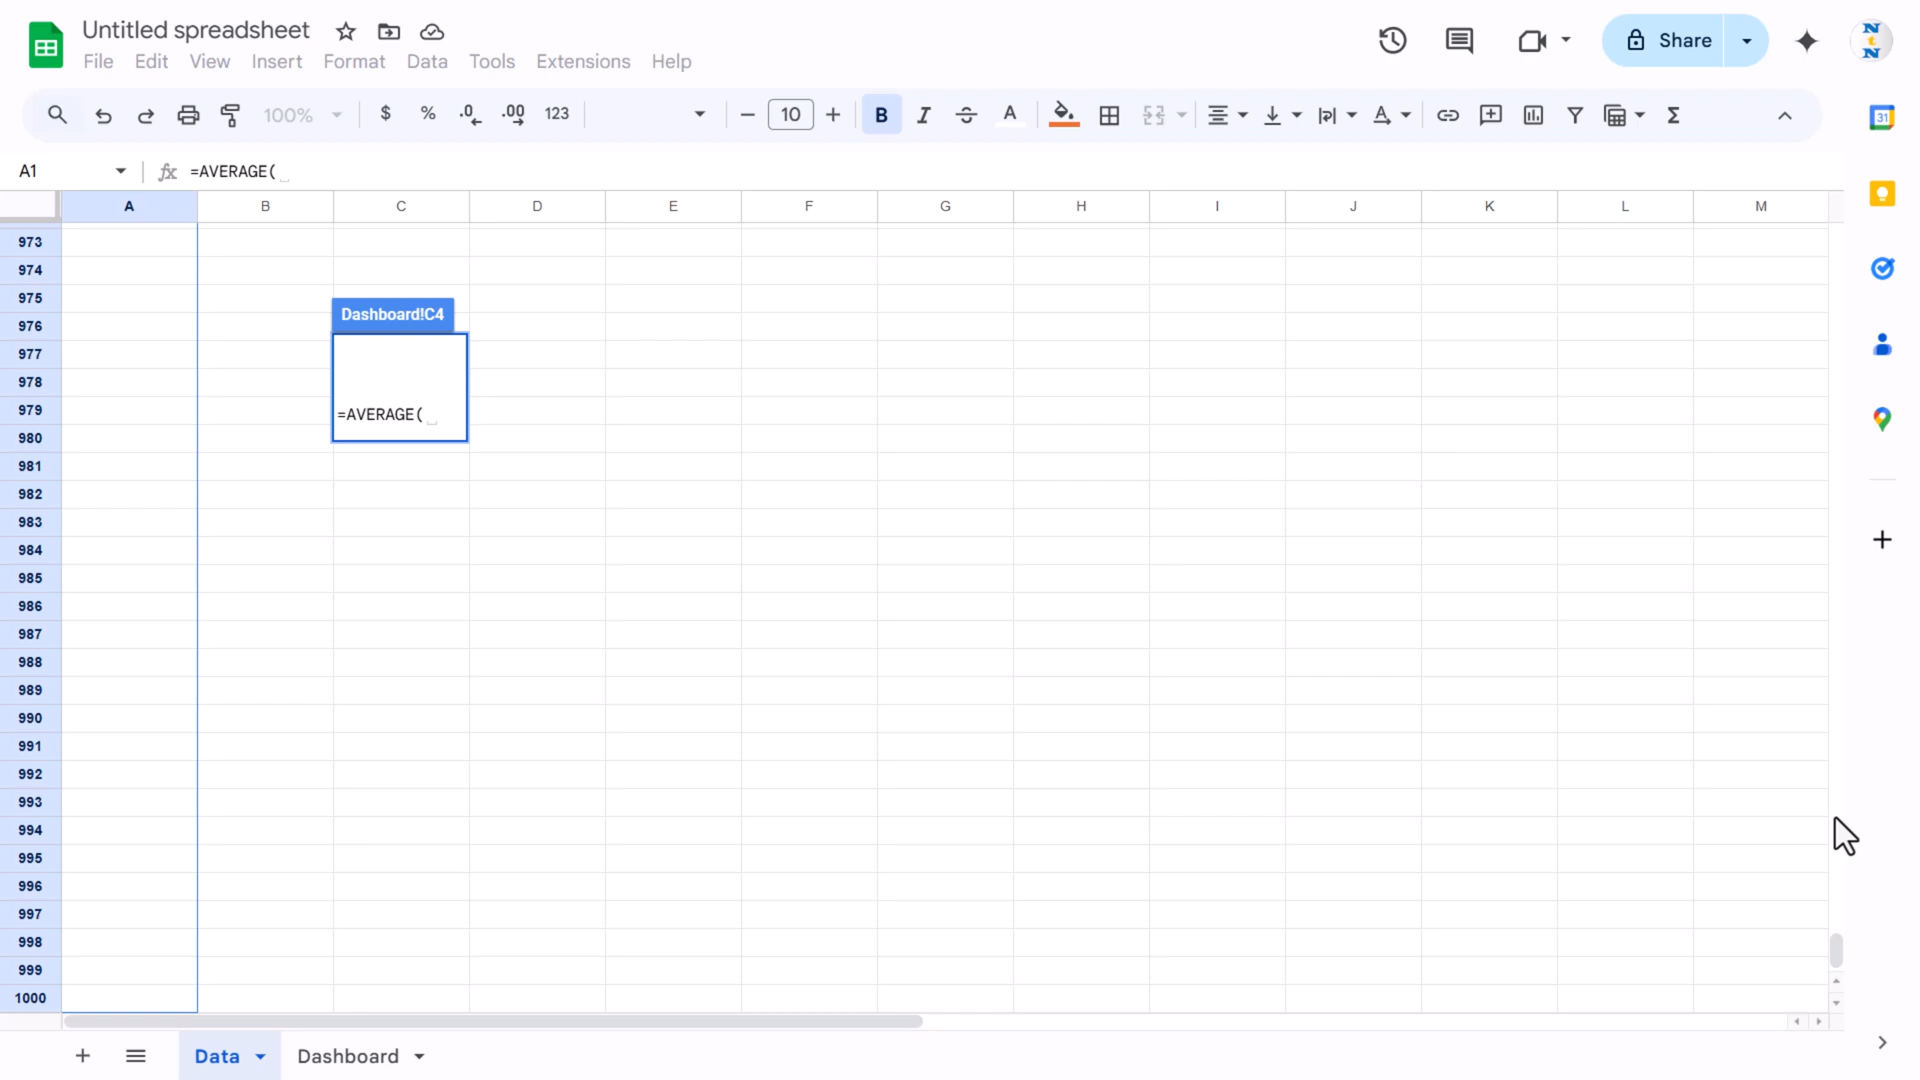 Untitled spreadsheet
File Edit View Insert Format Data Tools Extensions Help
Share
N
t
N
100% $ % .0 .00 123 10 B A Σ
31
A1 fx =AVERAGE(
A B C D E F G H I J K L M
973
974
975
976
977
978
979
980
981
982
983
984
985
986
987
988
989
990
991
992
993
994
995
996
997
998
999
1000
Dashboard!C4
=AVERAGE(
Data Dashboard